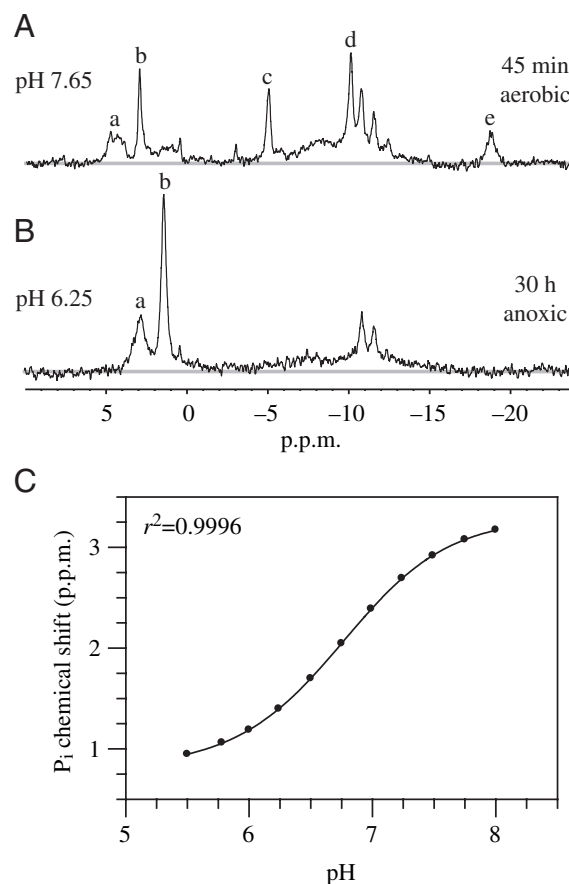 A
pH 7.65
a
b
c
d
e
45 min
aerobic
B
pH 6.25
a
b
30 h
anoxic
5 0 –5 –10 –15 –20
p.p.m.
C
r²=0.9996
Pᵢ chemical shift (p.p.m.)
3
2
1
5 6 7 8
pH